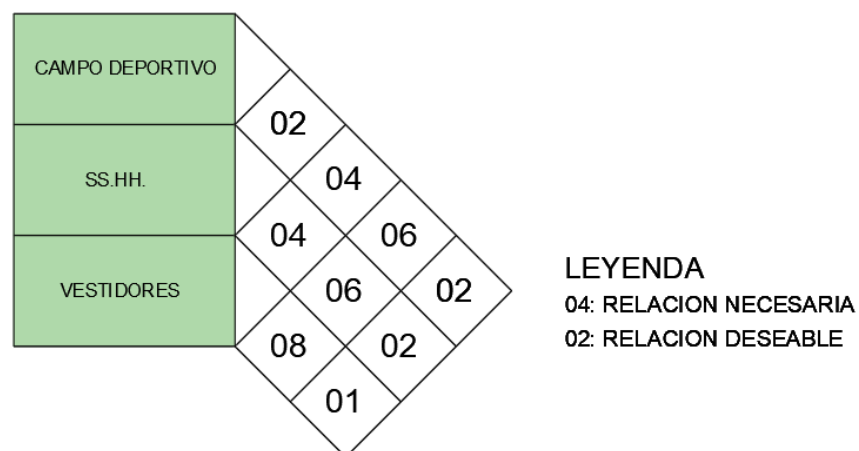 CAMPO DEPORTIVO
02
SS.HH.
04
04
06
VESTIDORES
06
02
08
02
01
LEYENDA
04: RELACION NECESARIA
02: RELACION DESEABLE